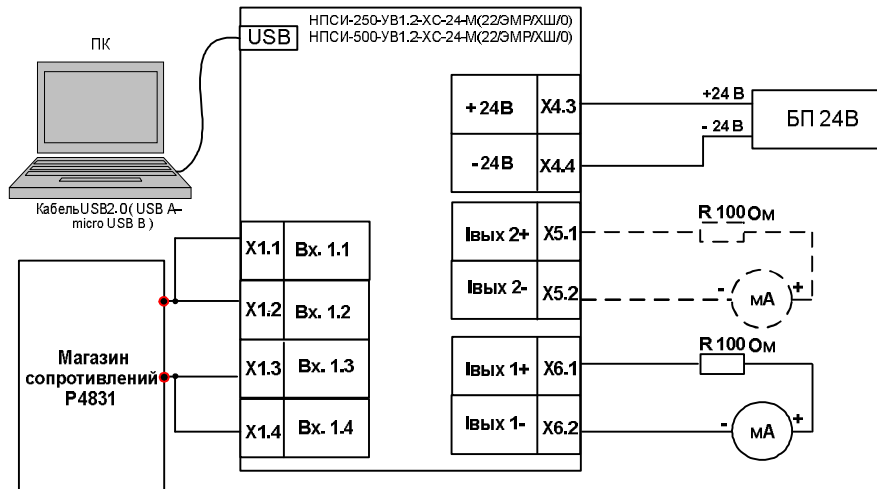 НПСИ-250-УВ1.2-ХС-24-М(22/ЭМР/ХШ/0)
USB
НПСИ-500-УВ1.2-ХС-24-М(22/ЭМР/ХШ/0)
ПК
КабельUSB2.0( USB A–
micro USB B )
+ 24В
X4.3
+24 В
БП 24В
- 24В
X4.4
- 24 В
Iвых 2+
X5.1
R 100 Ом
Iвых 2-
X5.2
-
мА
+
X1.1
Вх. 1.1
X1.2
Вх. 1.2
X1.3
Вх. 1.3
X1.4
Вх. 1.4
Магазин
сопротивлений
Р4831
Iвых 1+
X6.1
R 100 Ом
Iвых 1-
X6.2
-
мА
+